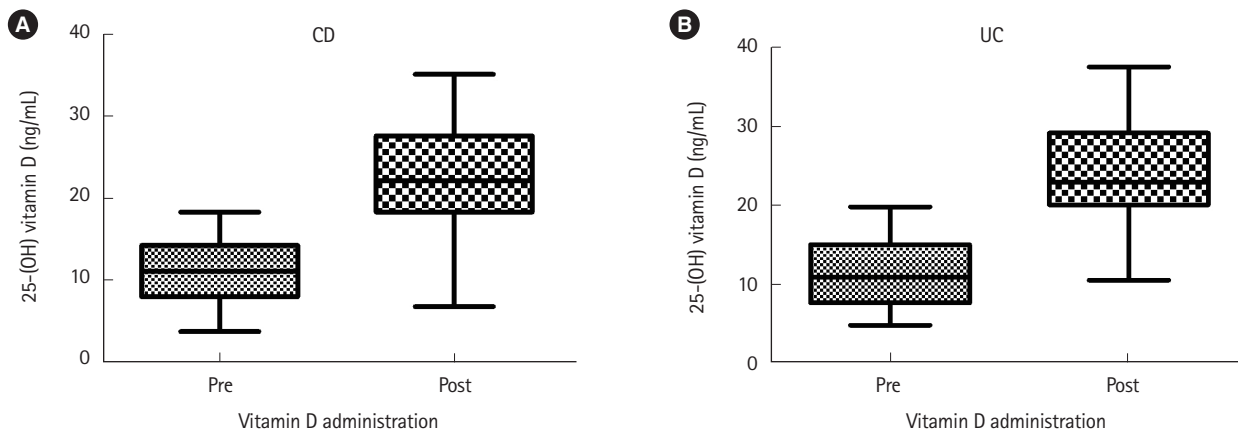 A
CD
40
30
20
10
0
25-(OH) vitamin D (ng/mL)
Pre
Post
Vitamin D administration
B
UC
40
30
20
10
0
25-(OH) vitamin D (ng/mL)
Pre
Post
Vitamin D administration